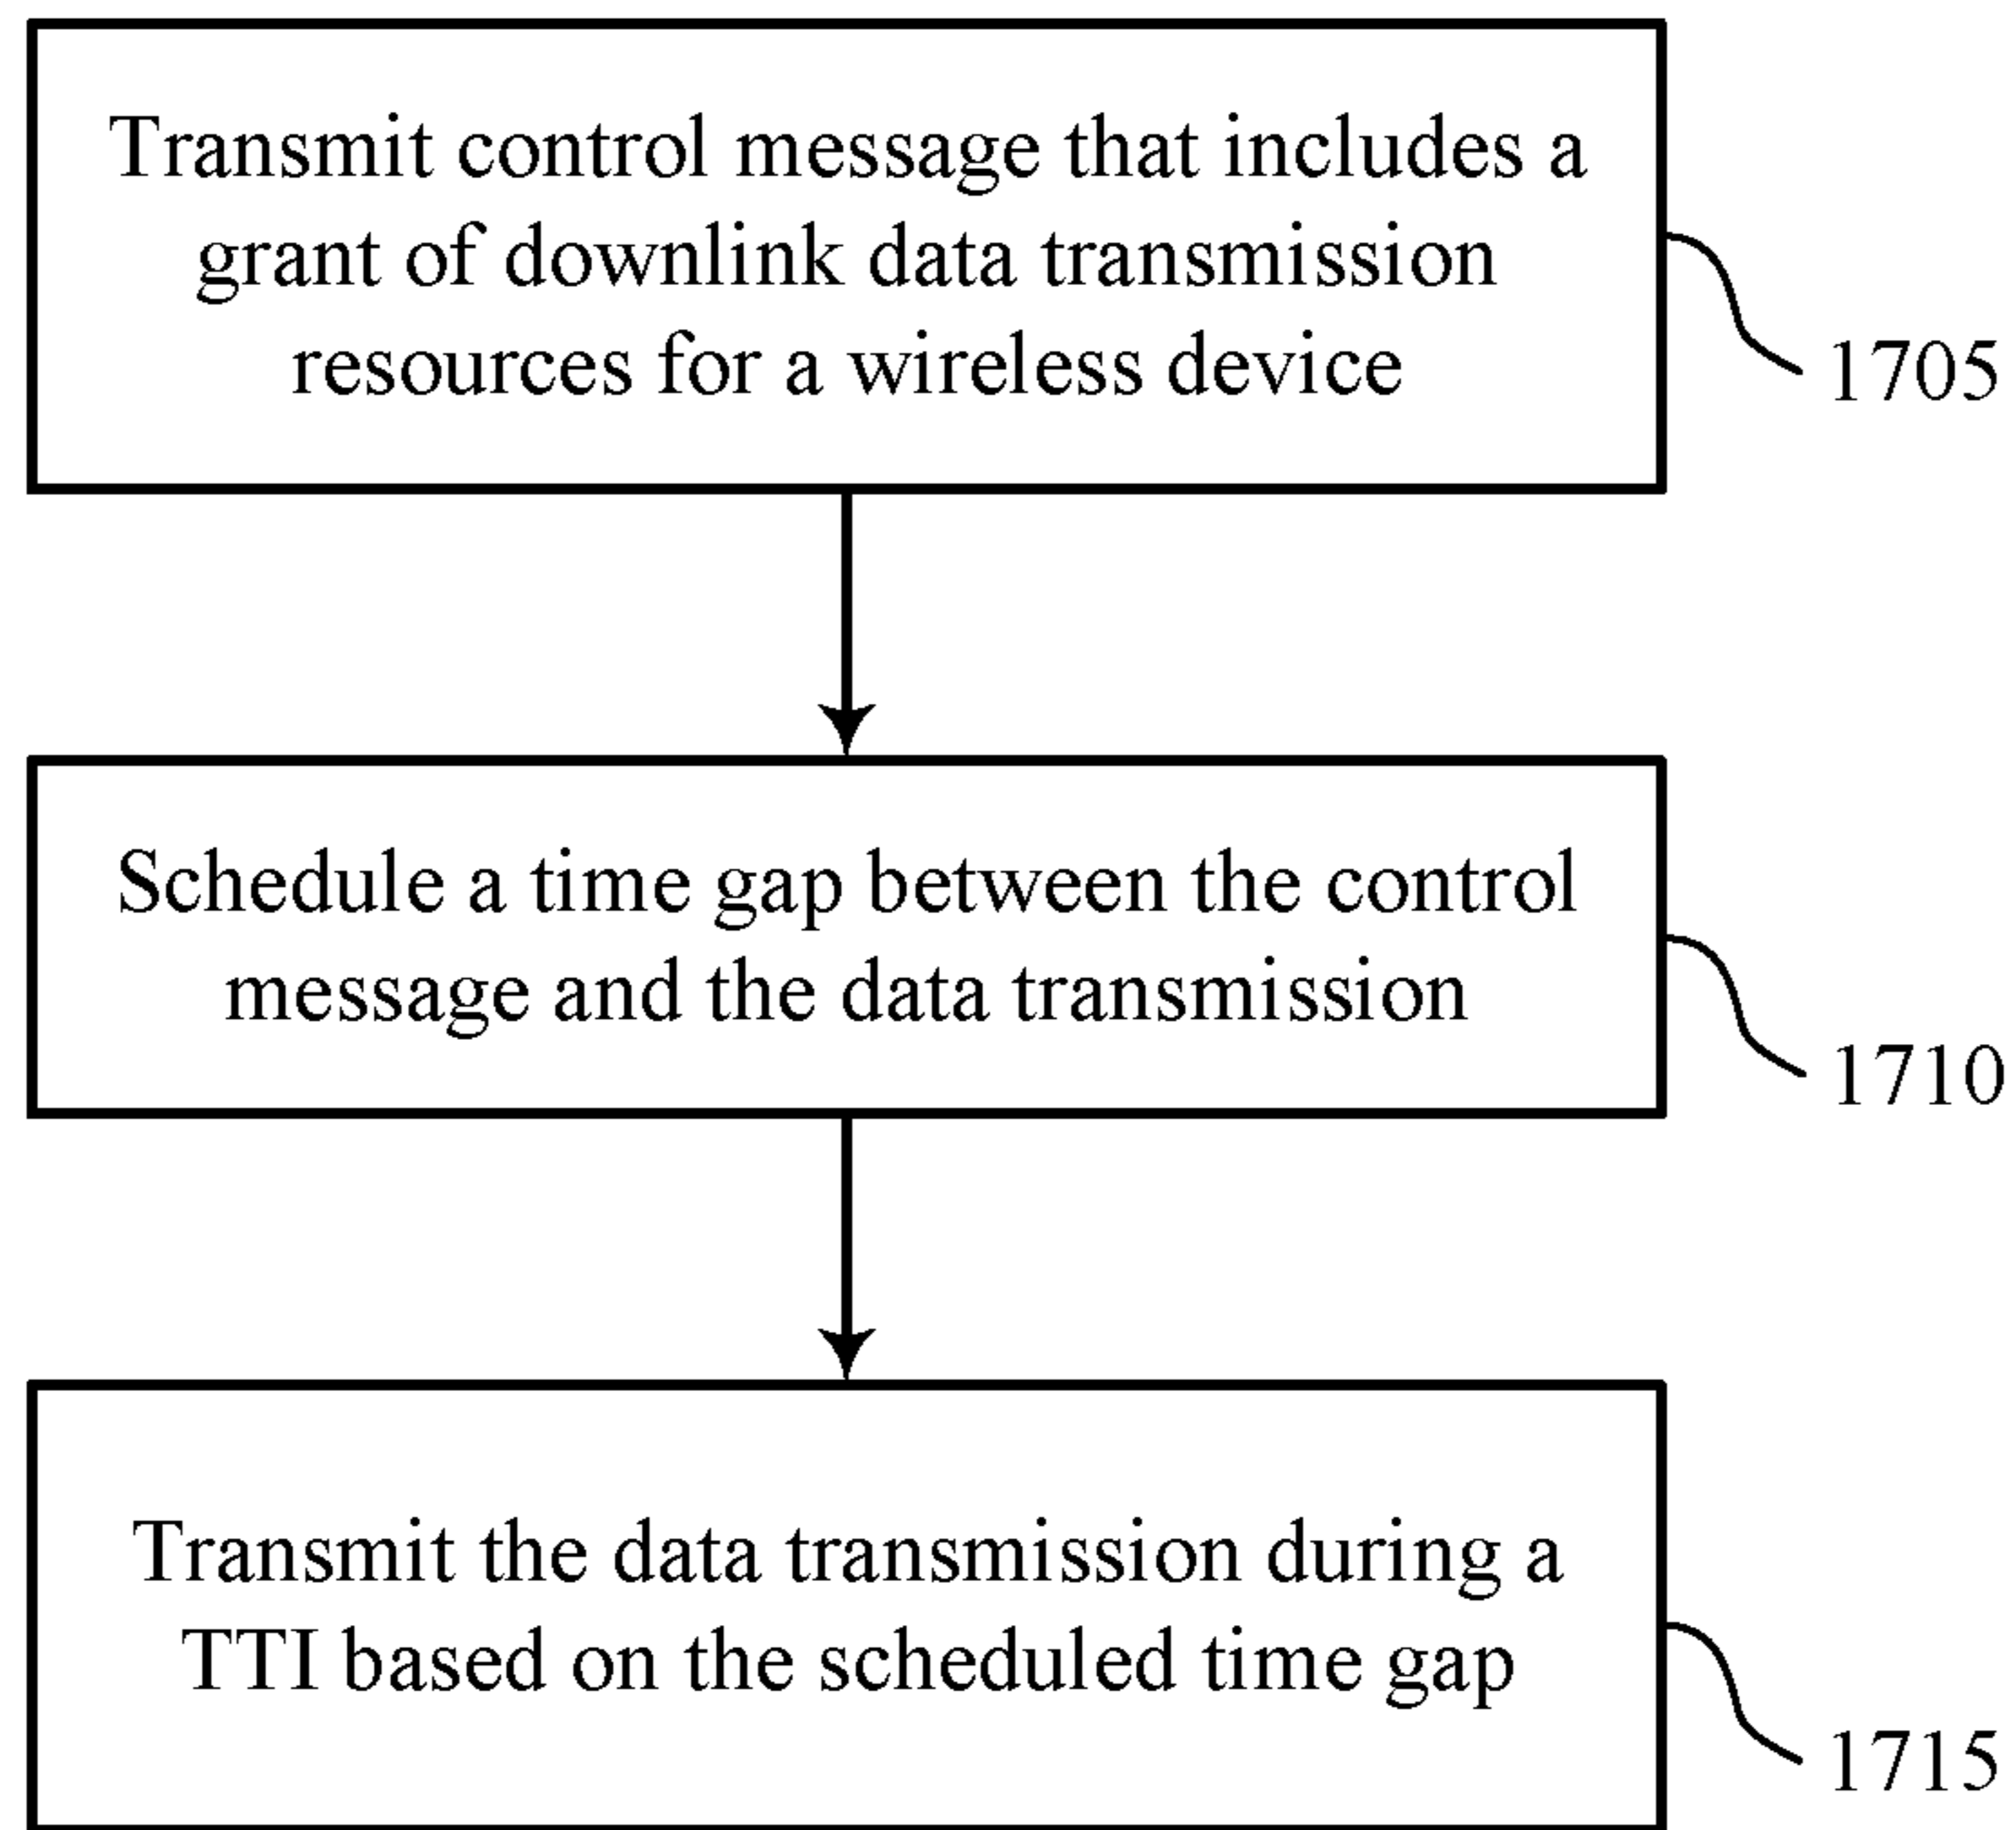 Transmit control message that includes a
grant of downlink data transmission
resources for a wireless device
1705
Schedule a time gap between the control
message and the data transmission
1710
Transmit the data transmission during a
TTI based on the scheduled time gap
1715